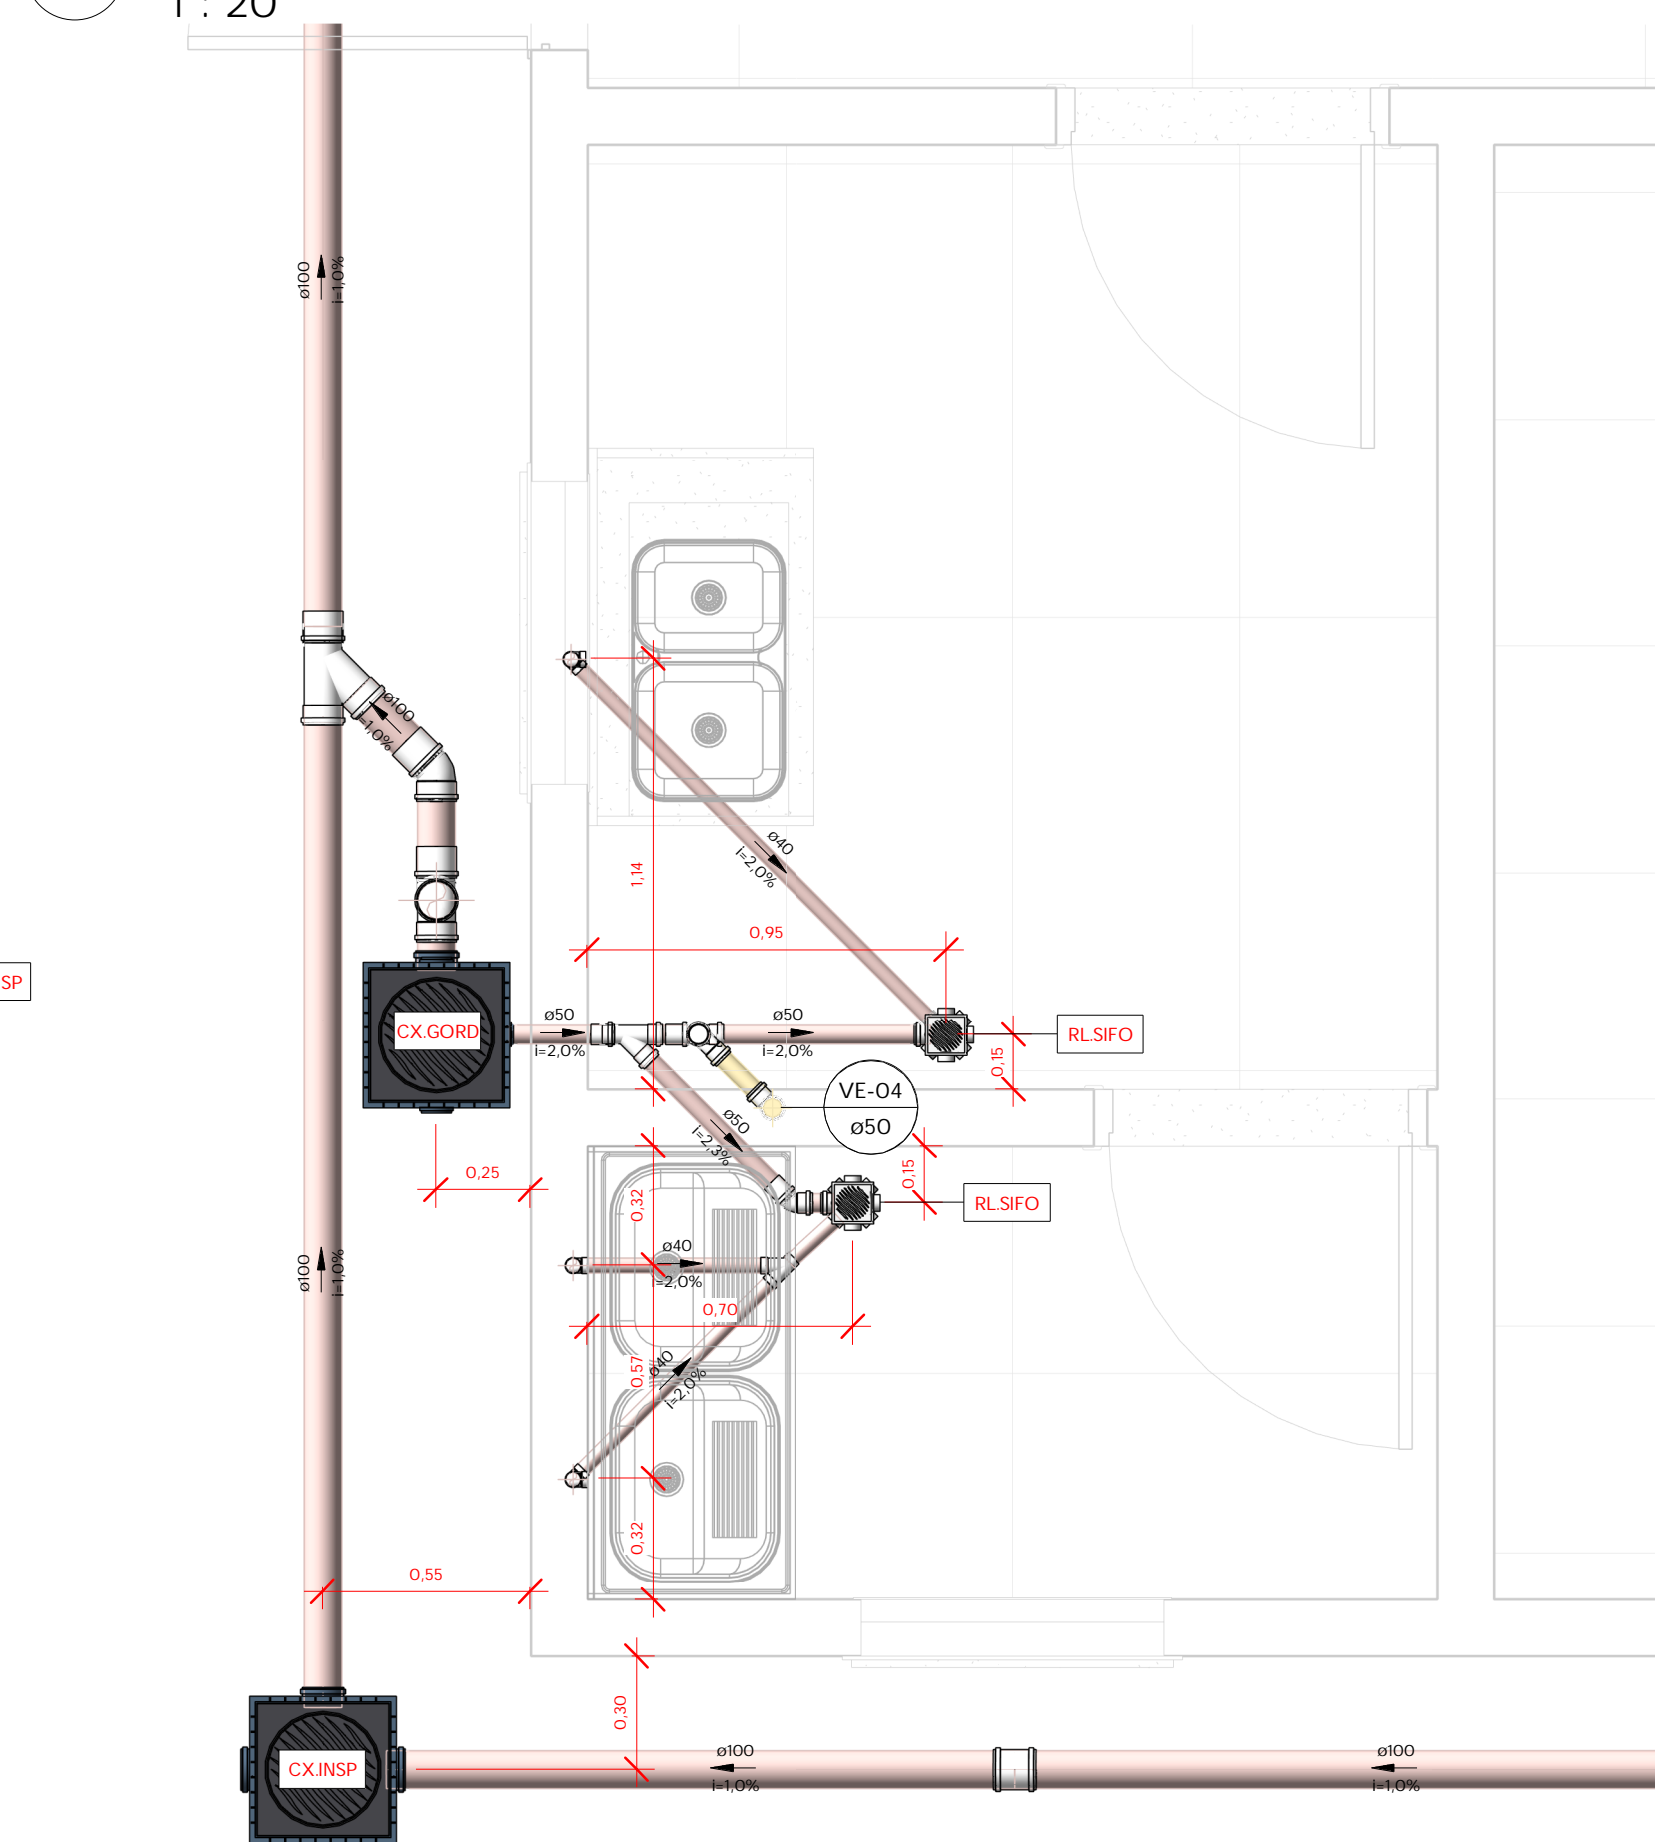 1 : 20
ø100
i=1,0%
ø100
i=1,0%
ø40
i=2,0%
1,14
0,95
SP
CX.GORD
ø50
i=2,0%
ø50
i=2,0%
RL.SIFO
0,15
VE-04
ø50
ø50
i=2,3%
0,25
0,15
0,32
RL.SIFO
ø40
i=2,0%
ø100
i=1,0%
0,70
0,57
ø40
i=2,0%
0,32
0,55
0,30
CX.INSP
ø100
i=1,0%
ø100
i=1,0%